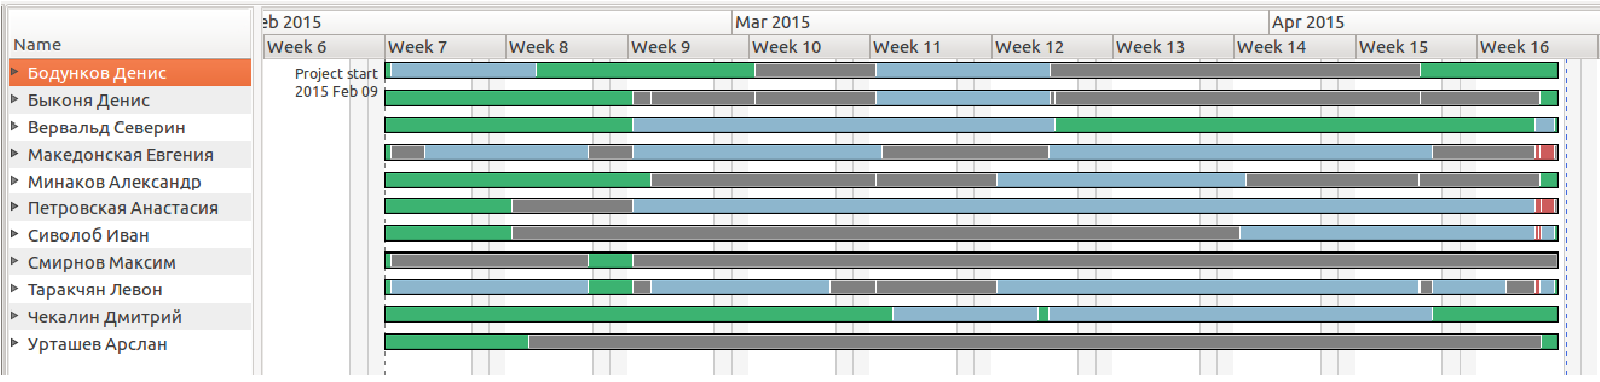 eb 2015 Mar 2015 Apr 2015
Name
Week 6 Week 7 Week 8 Week 9 Week 10 Week 11 Week 12 Week 13 Week 14 Week 15 Week 16
Бодунков Денис
Project start
2015 Feb 09
Быконя Денис
Вервальд Северин
Македонская Евгения
Минаков Александр
Петровская Анастасия
Сиволоб Иван
Смирнов Максим
Таракчян Левон
Чекалин Дмитрий
Урташев Арслан